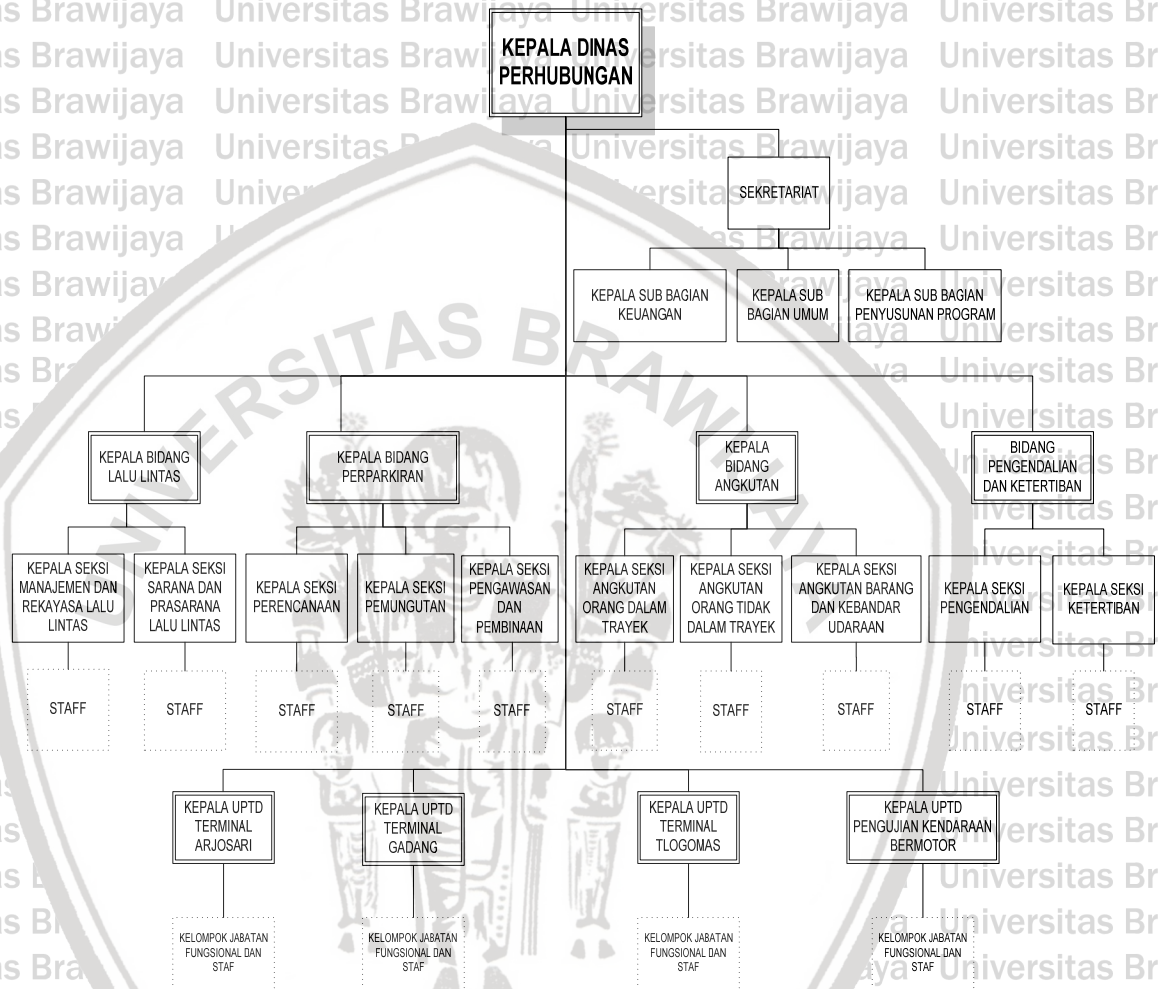 KEPALA DINAS
PERHUBUNGAN
SEKRETARIAT
KEPALA SUB BAGIAN
KEUANGAN
KEPALA SUB
BAGIAN UMUM
KEPALA SUB BAGIAN
PENYUSUNAN PROGRAM
KEPALA BIDANG
LALU LINTAS
KEPALA BIDANG
PERPARKIRAN
KEPALA
BIDANG
ANGKUTAN
BIDANG
PENGENDALIAN
DAN KETERTIBAN
KEPALA SEKSI
MANAJEMEN DAN
REKAYASA LALU
LINTAS
KEPALA SEKSI
SARANA DAN
PRASARANA
LALU LINTAS
KEPALA SEKSI
PERENCANAAN
KEPALA SEKSI
PEMUNGUTAN
KEPALA SEKSI
PENGAWASAN
DAN
PEMBINAAN
KEPALA SEKSI
ANGKUTAN
ORANG DALAM
TRAYEK
KEPALA SEKSI
ANGKUTAN
ORANG TIDAK
DALAM TRAYEK
KEPALA SEKSI
ANGKUTAN BARANG
DAN KEBANDAR
UDARAAN
KEPALA SEKSI
PENGENDALIAN
KEPALA SEKSI
KETERTIBAN
STAFF
STAFF
STAFF
STAFF
STAFF
STAFF
STAFF
STAFF
STAFF
STAFF
KEPALA UPTD
TERMINAL
ARJOSARI
KEPALA UPTD
TERMINAL
GADANG
KEPALA UPTD
TERMINAL
TLOGOMAS
KEPALA UPTD
PENGUJIAN KENDARAAN
BERMOTOR
KELOMPOK JABATAN
FUNGSIONAL DAN
STAF
KELOMPOK JABATAN
FUNGSIONAL DAN
STAF
KELOMPOK JABATAN
FUNGSIONAL DAN
STAF
KELOMPOK JABATAN
FUNGSIONAL DAN
STAF
UNIVERSITAS BRAWIJAYA
Universitas Brawijaya